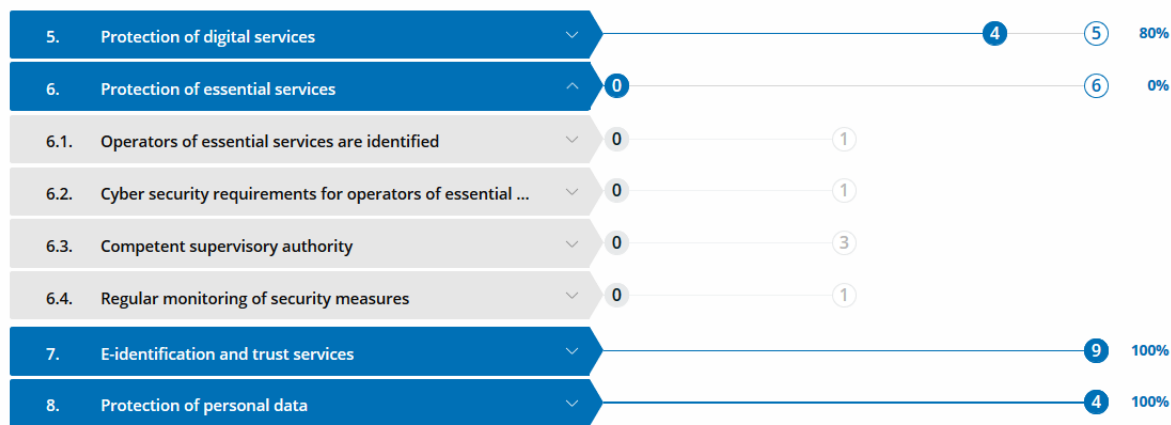 5. Protection of digital services 4 5 80%
6. Protection of essential services 0 6 0%
6.1. Operators of essential services are identified 0 1
6.2. Cyber security requirements for operators of essential ... 0 1
6.3. Competent supervisory authority 0 3
6.4. Regular monitoring of security measures 0 1
7. E-identification and trust services 9 100%
8. Protection of personal data 4 100%